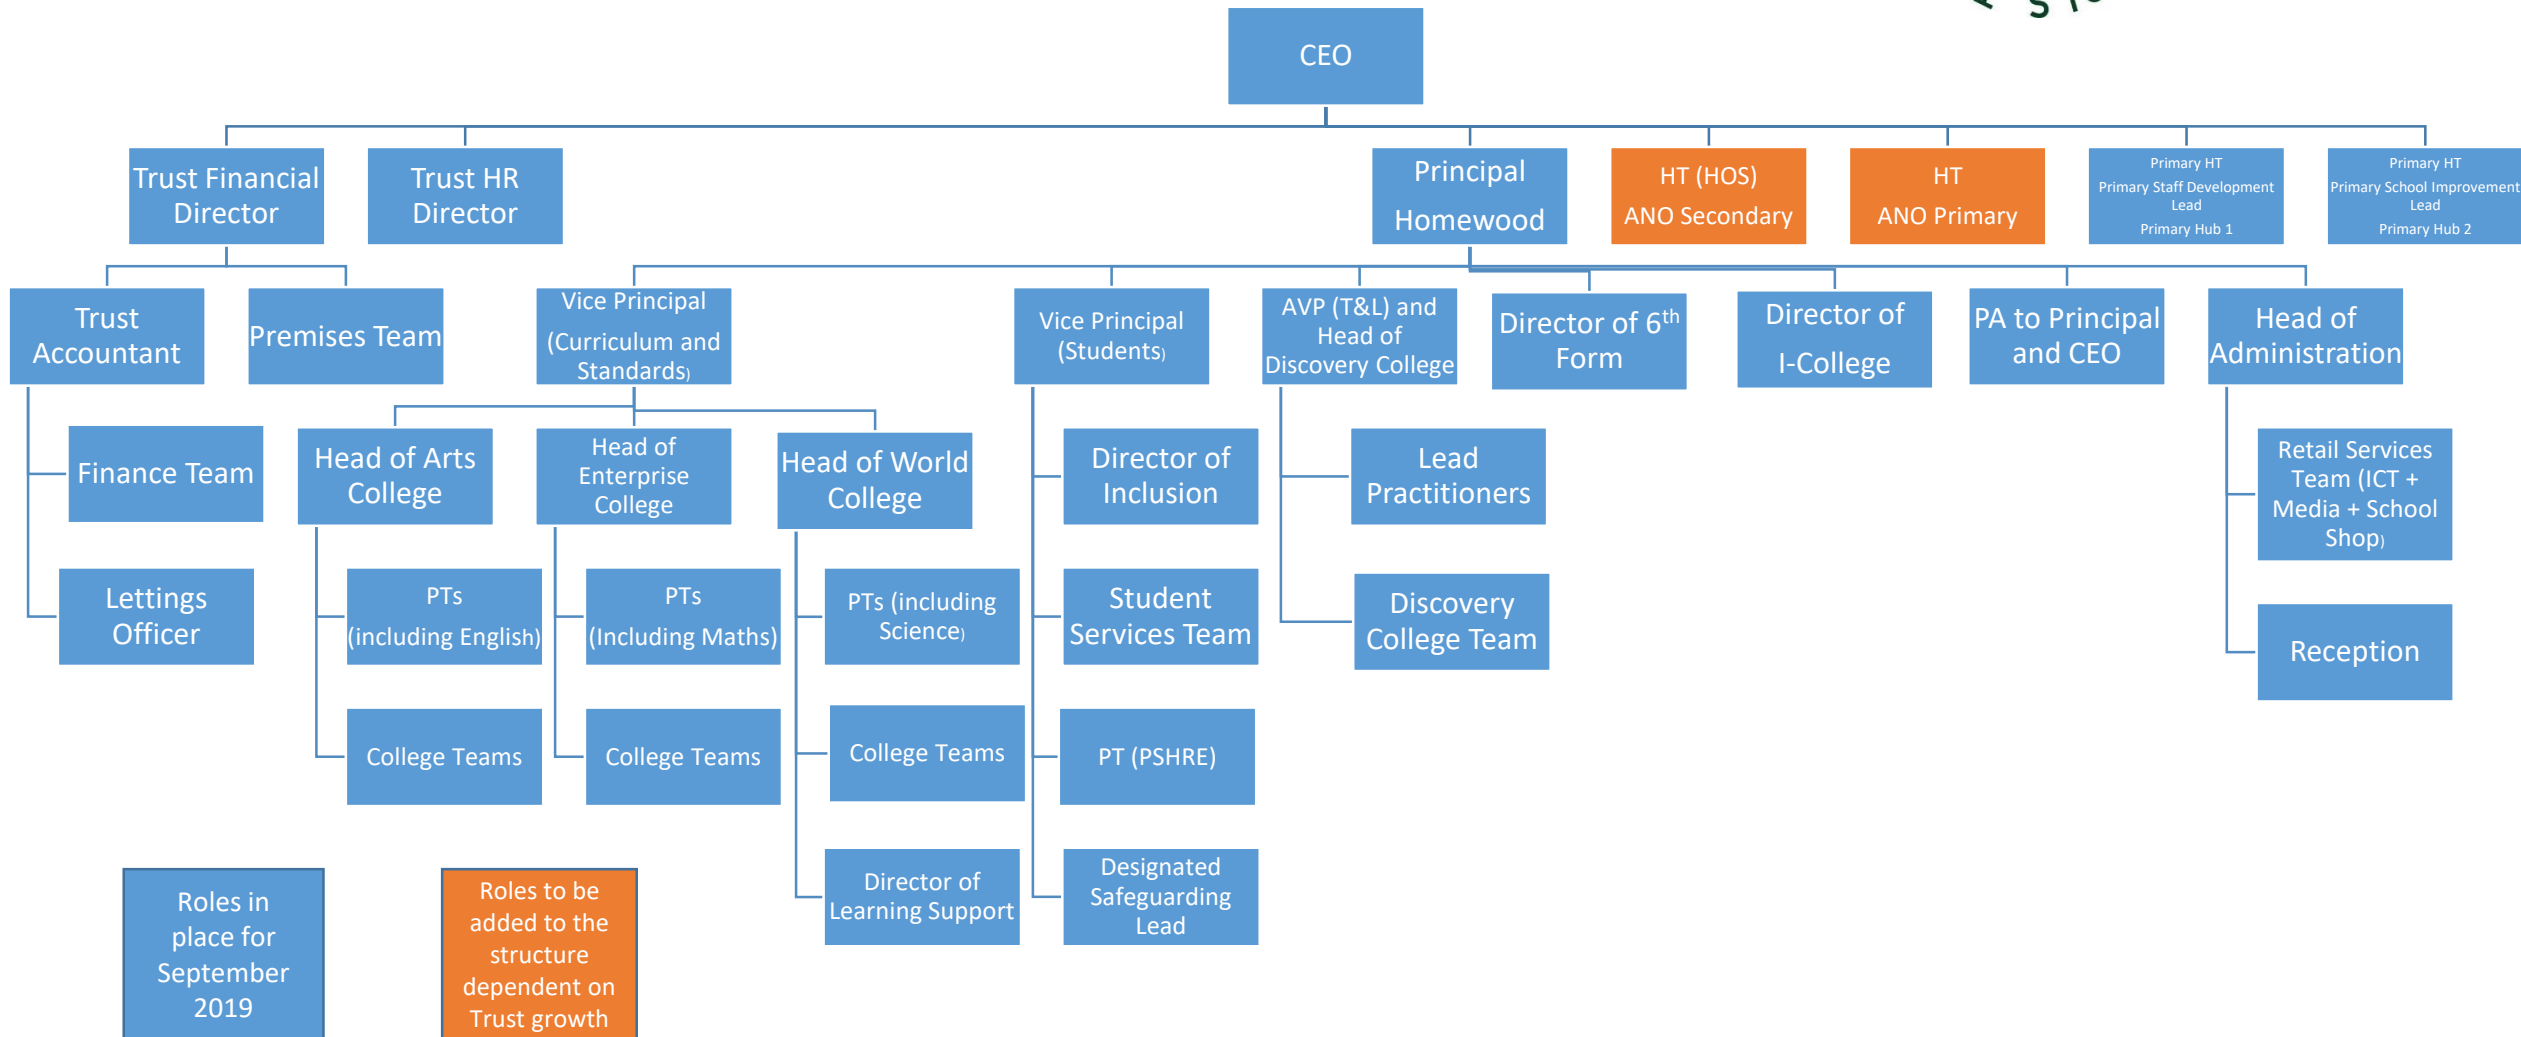 CEO
Trust Financial
Director
Trust HR
Director
Principal
Homewood
HT (HOS)
ANO Secondary
HT
ANO Primary
Primary HT
Primary Staff Development
Lead
Primary Hub 1
Primary HT
Primary School Improvement
Lead
Primary Hub 2
Trust
Accountant
Premises Team
Vice Principal
(Curriculum and
Standards)
Vice Principal
(Students)
AVP (T&L) and
Head of
Discovery College
Director of 6th
Form
Director of
I-College
PA to Principal
and CEO
Head of
Administration
Finance Team
Head of Arts
College
Head of
Enterprise
College
Head of World
College
Director of
Inclusion
Lead
Practitioners
Retail Services
Team (ICT +
Media + School
Shop)
Lettings
Officer
PTs
(including English)
PTs
(Including Maths)
PTs (including
Science)
Student
Services Team
Discovery
College Team
Reception
College Teams
College Teams
College Teams
PT (PSHRE)
Director of
Learning Support
Designated
Safeguarding
Lead
Roles in
place for
September
2019
Roles to be
added to the
structure
dependent on
Trust growth